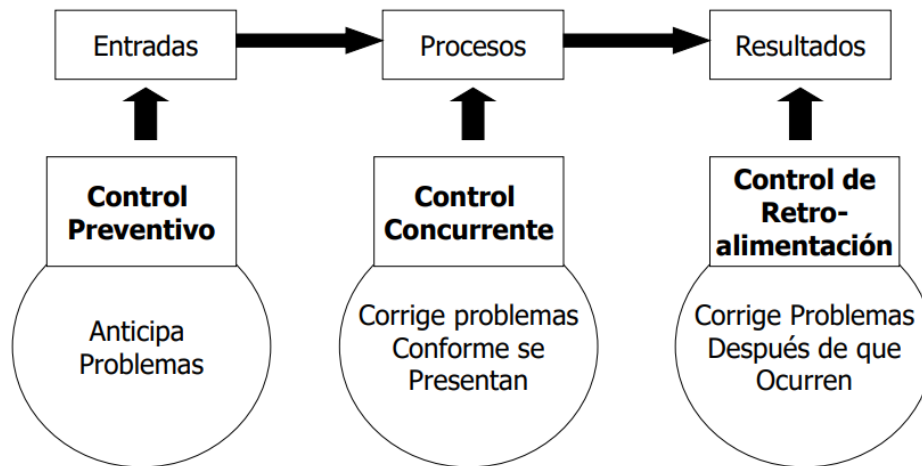 Entradas
Procesos
Resultados
Control
Preventivo
Control
Concurrente
Control de
Retro-
alimentación
Anticipa
Problemas
Corrige problemas
Conforme se
Presentan
Corrige Problemas
Después de que
Ocurren